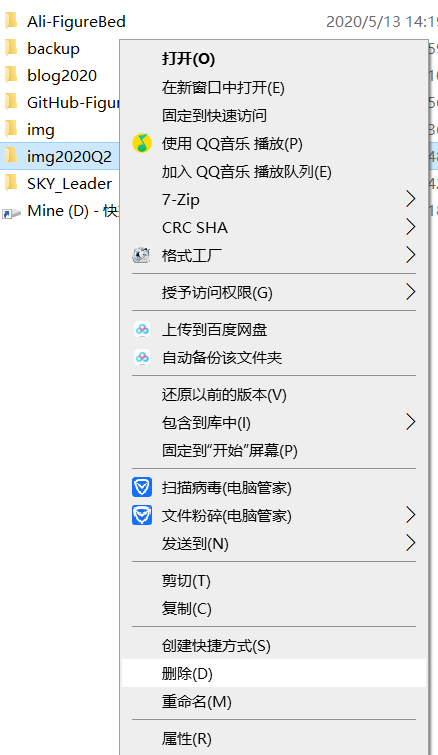 Ali-FigureBed 2020/5/13 14:19
backup
blog2020
GitHub-Figu
img
img2020Q2
SKY_Leader
Mine (D) - 快
打开(O)
在新窗口中打开(E)
固定到快速访问
使用 QQ音乐 播放(P)
加入 QQ音乐 播放队列(E)
7-Zip
CRC SHA
格式工厂
授予访问权限(G)
上传到百度网盘
自动备份该文件夹
还原以前的版本(V)
包含到库中(I)
固定到“开始”屏幕(P)
扫描病毒(电脑管家)
文件粉碎(电脑管家)
发送到(N)
剪切(T)
复制(C)
创建快捷方式(S)
删除(D)
重命名(M)
属性(R)